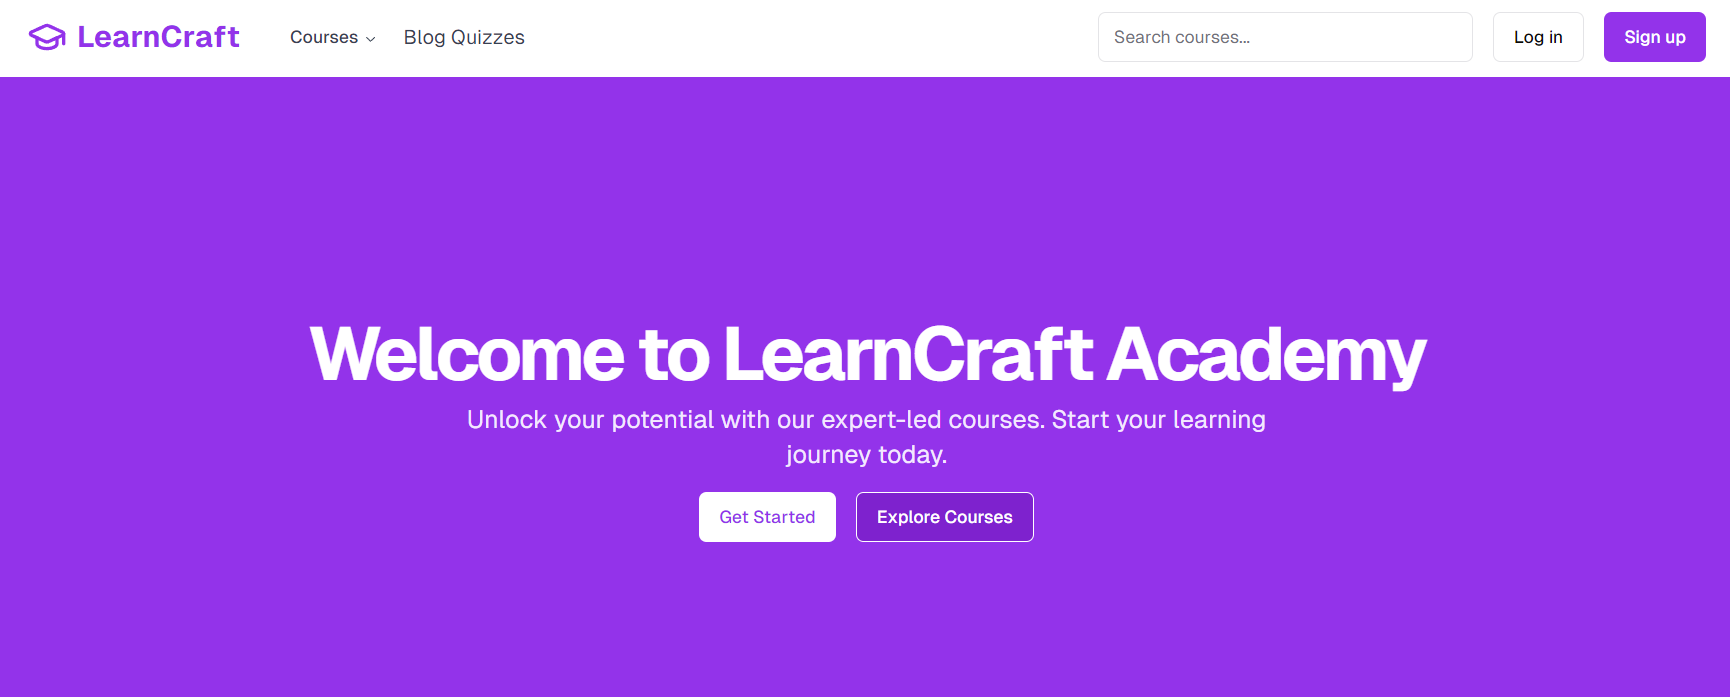 LearnCraft Courses Blog Quizzes Search courses... Log in Sign up
Welcome to LearnCraft Academy
Unlock your potential with our expert-led courses. Start your learning
journey today.
Get Started Explore Courses